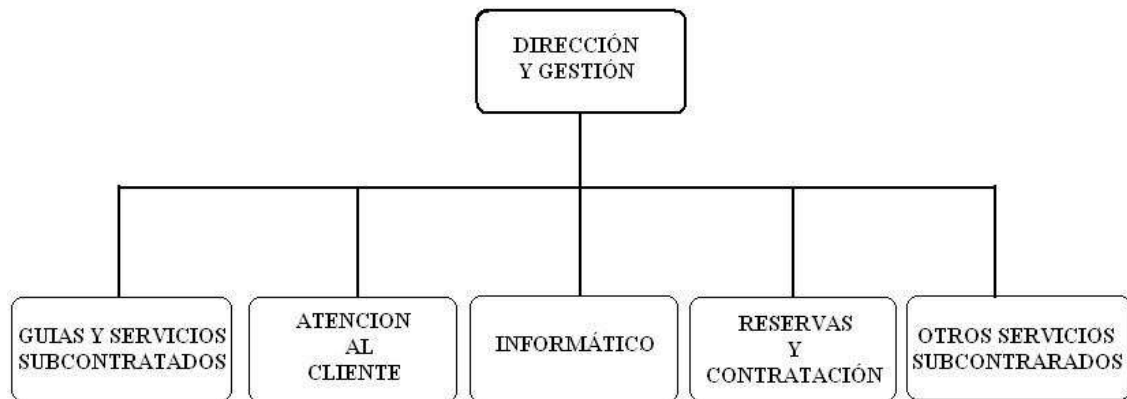 DIRECCIÓN
Y GESTIÓN
GUIAS Y SERVICIOS
SUBCONTRATADOS
ATENCION
AL
CLIENTE
INFORMÁTICO
RESERVAS
Y
CONTRATACIÓN
OTROS SERVICIOS
SUBCONTRARADOS